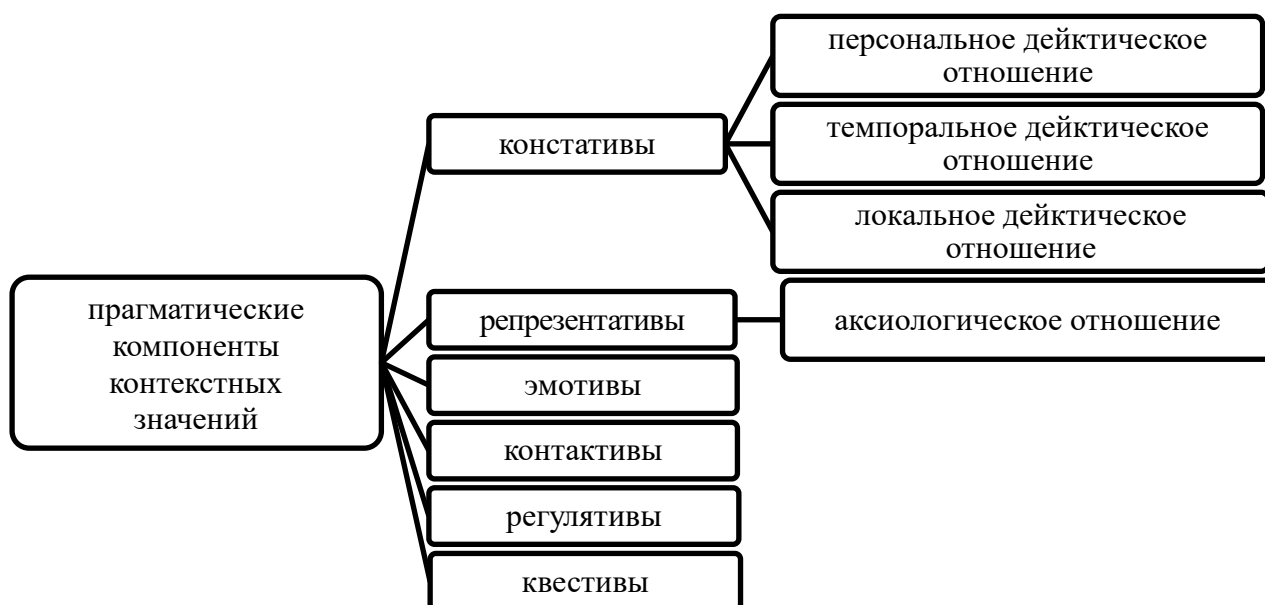 прагматические
компоненты
контекстных
значений
констативы
персональное дейктическое
отношение
темпоральное дейктическое
отношение
локальное дейктическое
отношение
репрезентативы
аксиологическое отношение
эмотивы
контактивы
регулятивы
квестивы